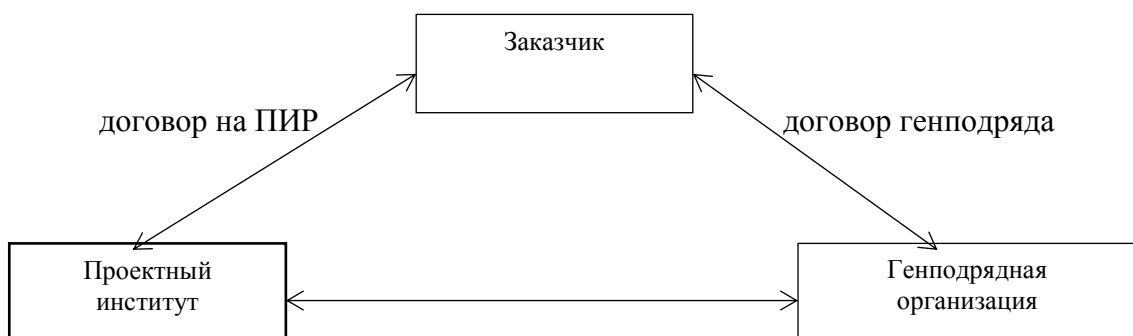 Заказчик
договор на ПИР
договор генподряда
Проектный
институт
Генподрядная
организация